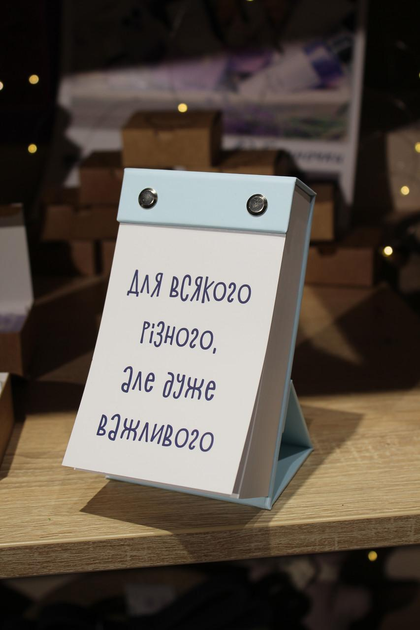 Для всякого
різного,
але дуже
важливого